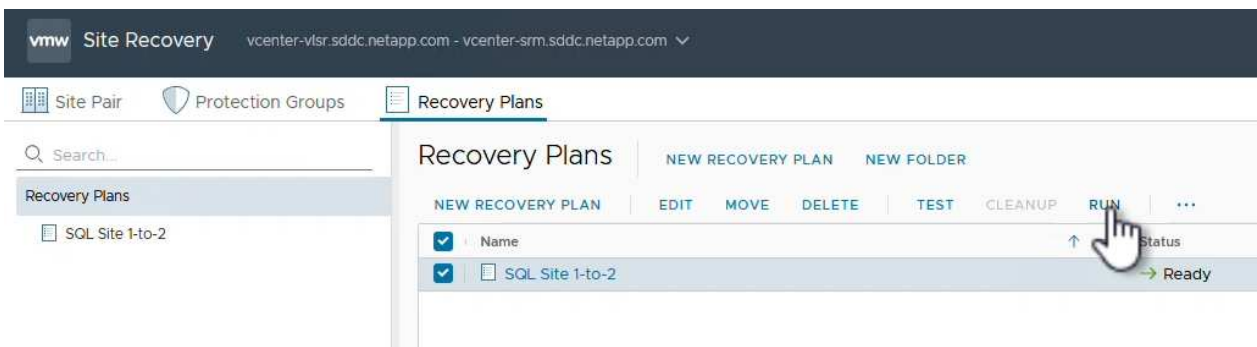 vmw Site Recovery vcenter-vlsr.sddc.netapp.com - vcenter-srm.sddc.netapp.com
Site Pair Protection Groups Recovery Plans
Search...
Recovery Plans
SQL Site 1-to-2
Recovery Plans NEW RECOVERY PLAN NEW FOLDER
NEW RECOVERY PLAN EDIT MOVE DELETE TEST CLEANUP RUN ...
Name Status
SQL Site 1-to-2 Ready